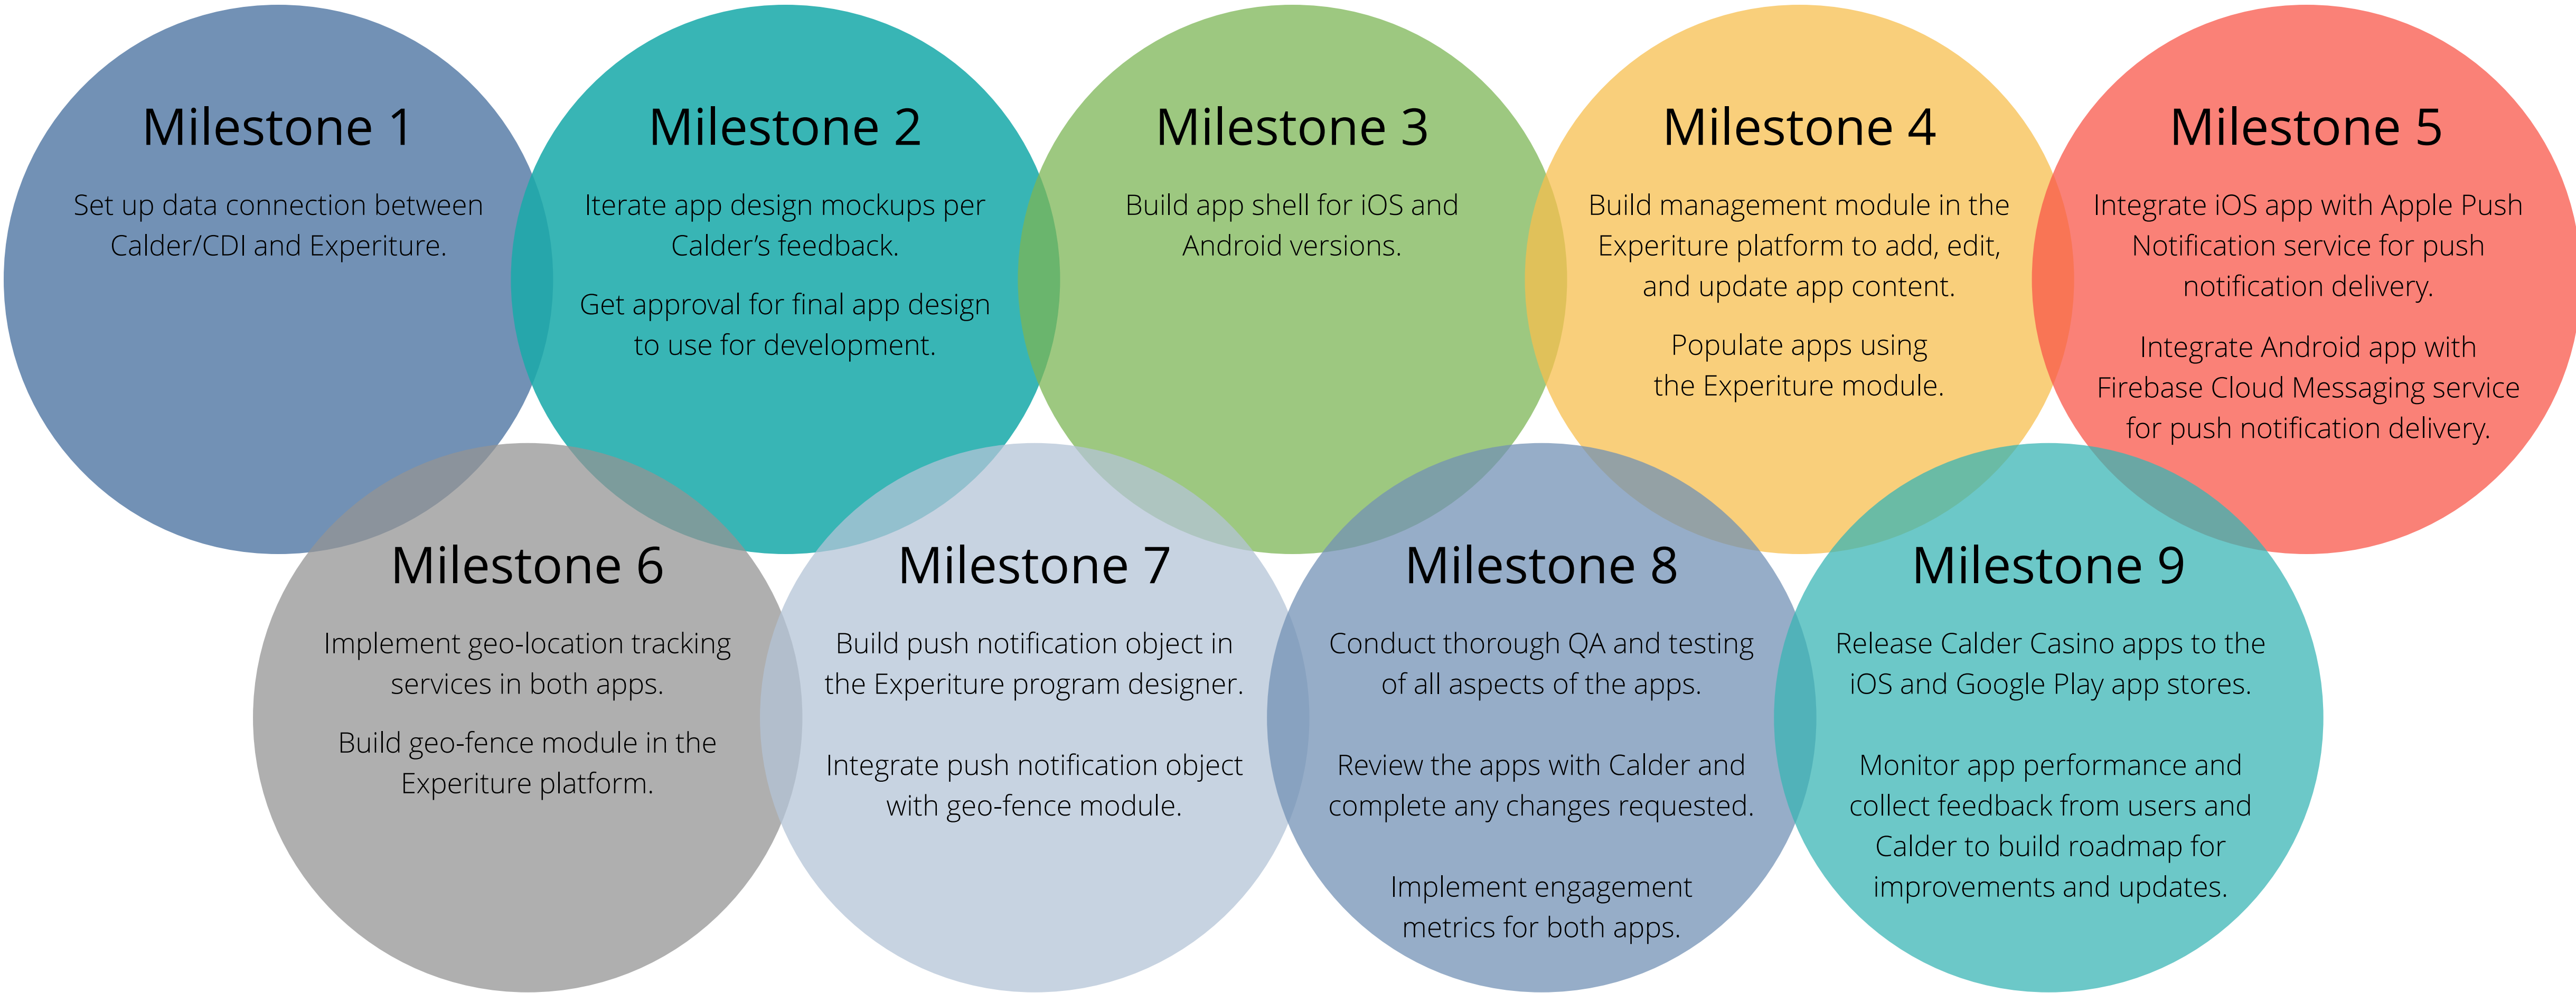 Milestone 1
Set up data connection between
Calder/CDI and Experiture.
Milestone 2
Iterate app design mockups per
Calder’s feedback.
Get approval for final app design
to use for development.
Milestone 3
Build app shell for iOS and
Android versions.
Milestone 4
Build management module in the
Experiture platform to add, edit,
and update app content.
Populate apps using
the Experiture module.
Milestone 5
Integrate iOS app with Apple Push
Notification service for push
notification delivery.
Integrate Android app with
Firebase Cloud Messaging service
for push notification delivery.
Milestone 6
Implement geo-location tracking
services in both apps.
Build geo-fence module in the
Experiture platform.
Milestone 7
Build push notification object in
the Experiture program designer.
Integrate push notification object
with geo-fence module.
Milestone 8
Conduct thorough QA and testing
of all aspects of the apps.
Review the apps with Calder and
complete any changes requested.
Implement engagement
metrics for both apps.
Milestone 9
Release Calder Casino apps to the
iOS and Google Play app stores.
Monitor app performance and
collect feedback from users and
Calder to build roadmap for
improvements and updates.